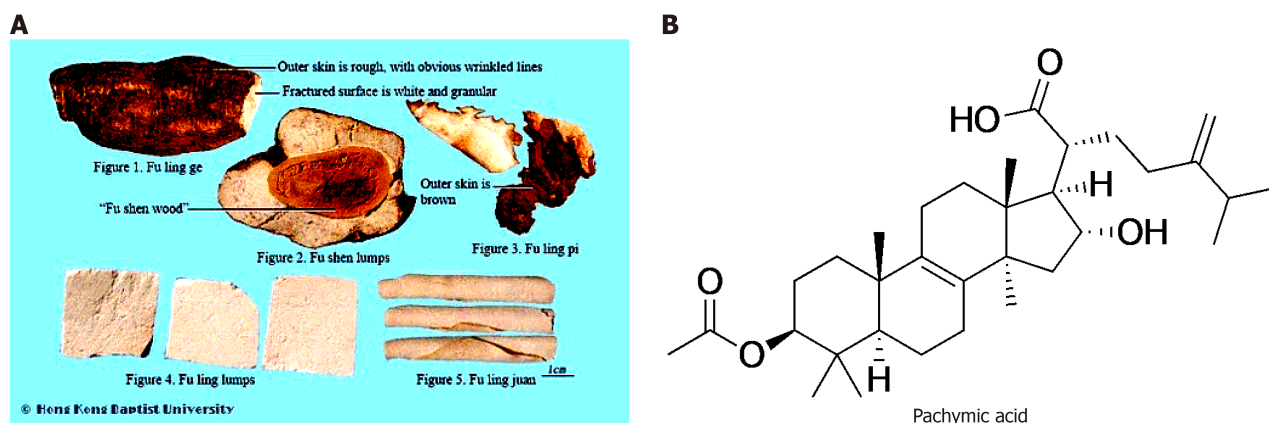 A
Outer skin is rough, with obvious wrinkled lines
Fractured surface is white and granular
Figure 1. Fu ling ge
Outer skin is
brown
"Fu shen wood"
Figure 2. Fu shen lumps
Figure 3. Fu ling pi
Figure 4. Fu ling lumps
Figure 5. Fu ling juan
1cm
© Hong Kong Baptist University
B
O
HO
H
OH
O
O
H
Pachymic acid